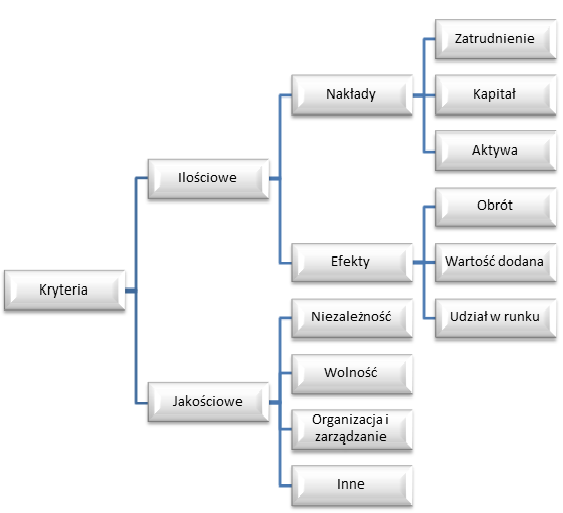 Zatrudnienie
Nakłady
Kapitał
Aktywa
Ilościowe
Obrót
Efekty
Wartość dodana
Udział w runku
Kryteria
Niezależność
Wolność
Jakościowe
Organizacja i
zarządzanie
Inne